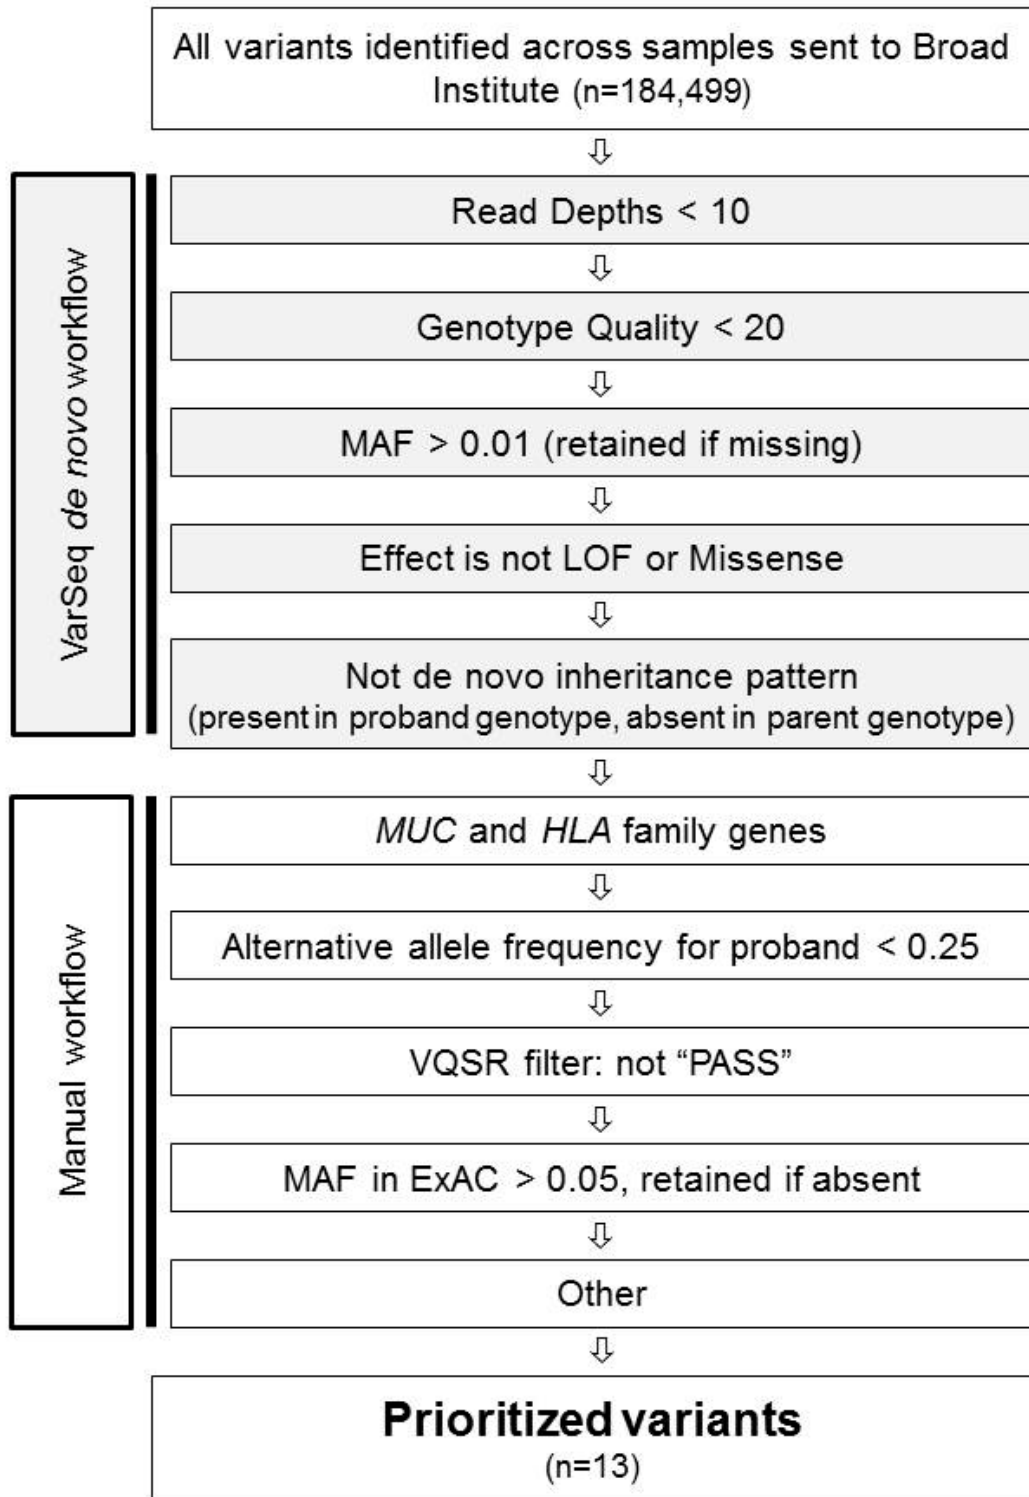 All variants identified across samples sent to Broad
Institute (n=184,499)
VarSeq de novo workflow
Read Depths < 10
Genotype Quality < 20
MAF > 0.01 (retained if missing)
Effect is not LOF or Missense
Not de novo inheritance pattern
(present in proband genotype, absent in parent genotype)
Manual workflow
MUC and HLA family genes
Alternative allele frequency for proband < 0.25
VQSR filter: not “PASS”
MAF in ExAC > 0.05, retained if absent
Other
Prioritized variants
(n=13)